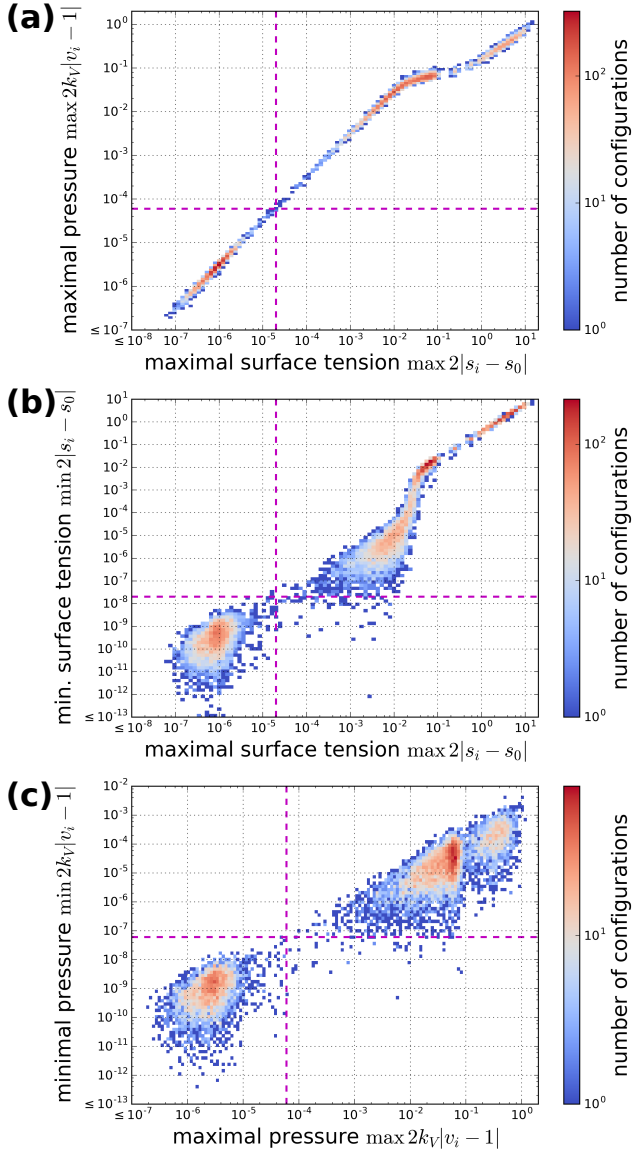 (a)
maximal pressure max 2k_V|v_i − 1|
10^1
10^0
10^-1
10^-2
10^-3
10^-4
10^-5
10^-6
≤ 10^-7
≤ 10^-8 10^-7 10^-6 10^-5 10^-4 10^-3 10^-2 10^-1 10^0 10^1
maximal surface tension max 2|s_i − s_0|
10^2
10^1
10^0
number of configurations
(b)
min. surface tension min 2|s_i − s_0|
10^1
10^0
10^-1
10^-2
10^-3
10^-4
10^-5
10^-6
10^-7
10^-8
10^-9
10^-10
10^-11
10^-12
≤ 10^-13
≤ 10^-8 10^-7 10^-6 10^-5 10^-4 10^-3 10^-2 10^-1 10^0 10^1
maximal surface tension max 2|s_i − s_0|
10^2
10^1
10^0
number of configurations
(c)
minimal pressure min 2k_V|v_i − 1|
10^-2
10^-3
10^-4
10^-5
10^-6
10^-7
10^-8
10^-9
10^-10
10^-11
10^-12
≤ 10^-13
≤ 10^-7 10^-6 10^-5 10^-4 10^-3 10^-2 10^-1 10^0
maximal pressure max 2k_V|v_i − 1|
10^1
10^0
number of configurations